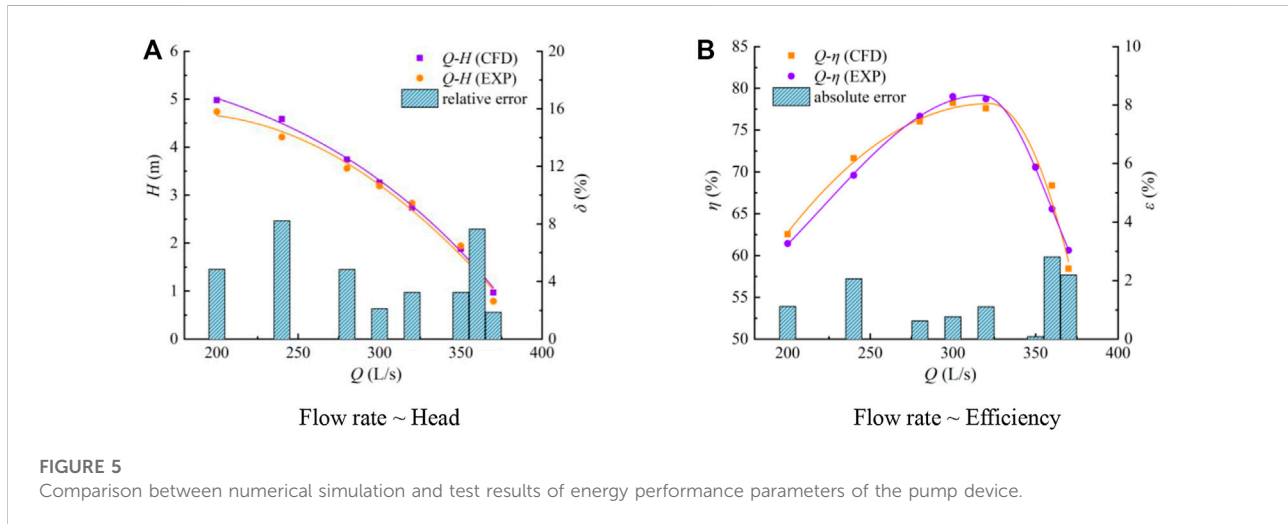 A
6
5
4
3
2
1
0
H (m)
Q-H (CFD)
Q-H (EXP)
relative error
20
16
12
8
4
0
δ (%)
200
250
300
350
400
Q (L/s)
Flow rate ~ Head
B
85
80
75
70
65
60
55
50
η (%)
Q-η (CFD)
Q-η (EXP)
absolute error
10
8
6
4
2
0
ε (%)
200
250
300
350
400
Q (L/s)
Flow rate ~ Efficiency
FIGURE 5
Comparison between numerical simulation and test results of energy performance parameters of the pump device.